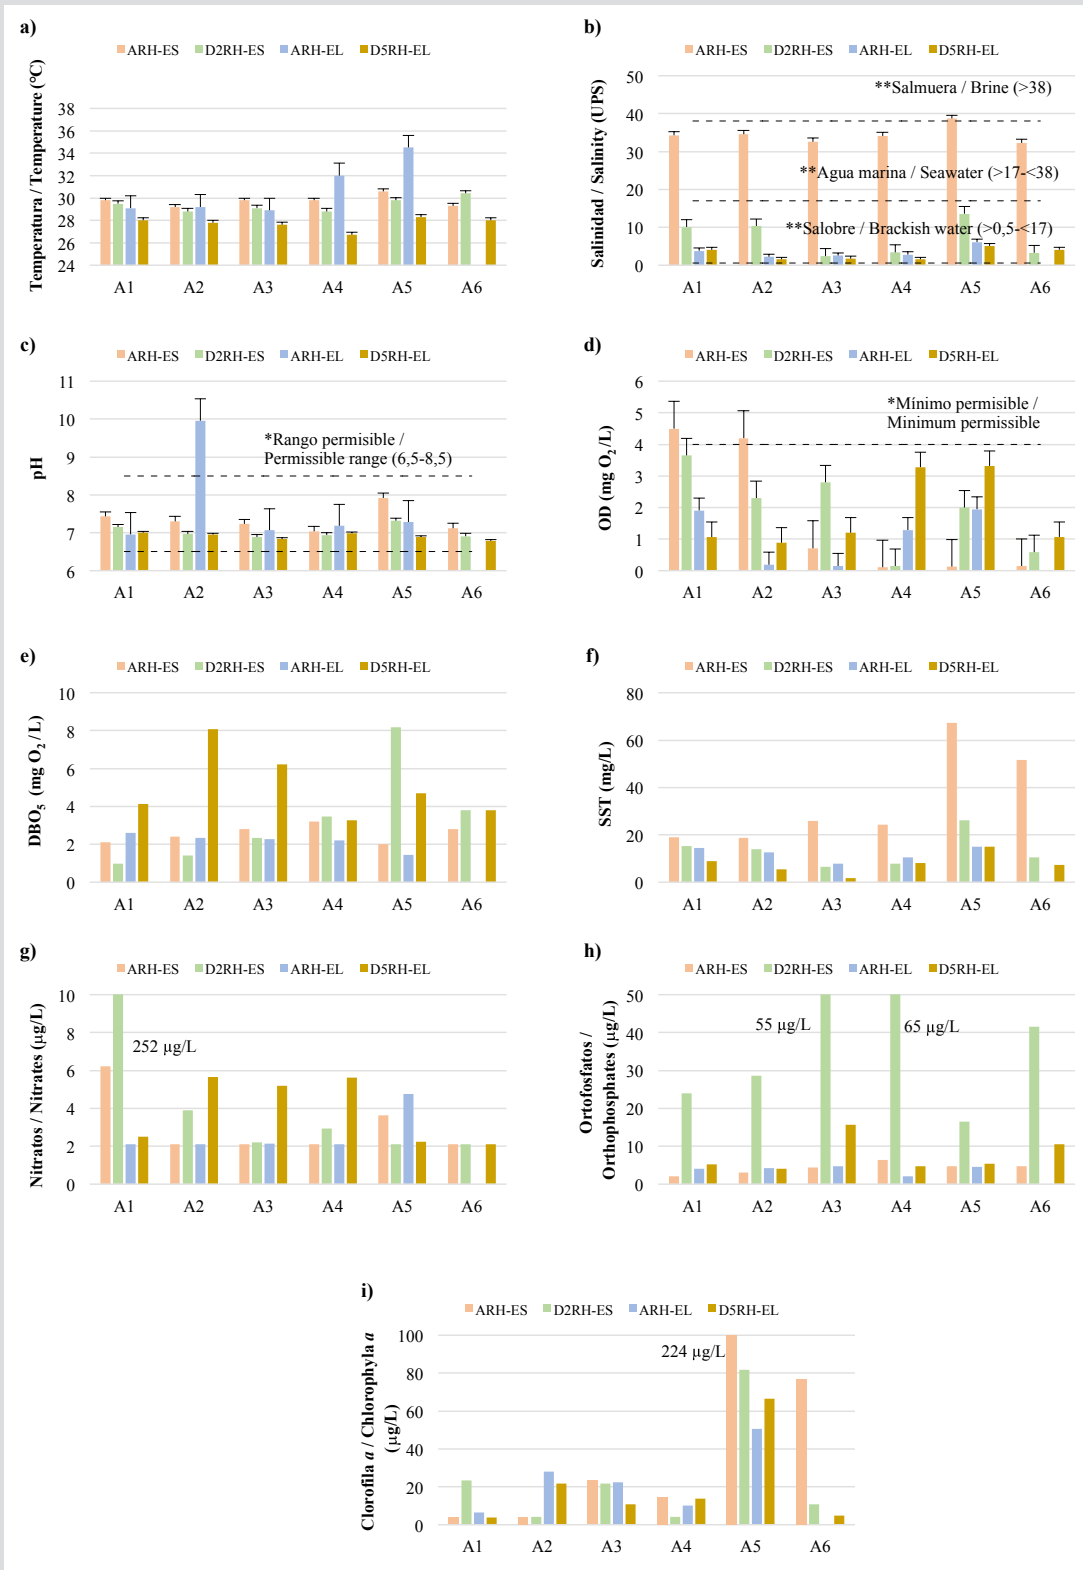 a)
ARH-ES D2RH-ES ARH-EL D5RH-EL
Temperatura / Temperature (°C)
38
36
34
32
30
28
26
24
A1 A2 A3 A4 A5 A6
b)
ARH-ES D2RH-ES ARH-EL D5RH-EL
Salinidad / Salinity (UPS)
50
40
30
20
10
0
**Salmuera / Brine (>38)
**Agua marina / Seawater (>17-<38)
**Salobre / Brackish water (>0,5-<17)
A1 A2 A3 A4 A5 A6
c)
ARH-ES D2RH-ES ARH-EL D5RH-EL
pH
11
10
9
8
7
6
*Rango permisible /
Permissible range (6,5-8,5)
A1 A2 A3 A4 A5 A6
d)
ARH-ES D2RH-ES ARH-EL D5RH-EL
OD (mg O₂/L)
6
5
4
3
2
1
0
*Mínimo permisible /
Minimum permissible
A1 A2 A3 A4 A5 A6
e)
ARH-ES D2RH-ES ARH-EL D5RH-EL
DBO₅ (mg O₂ / L)
10
8
6
4
2
0
A1 A2 A3 A4 A5 A6
f)
ARH-ES D2RH-ES ARH-EL D5RH-EL
SST (mg/L)
80
60
40
20
0
A1 A2 A3 A4 A5 A6
g)
ARH-ES D2RH-ES ARH-EL D5RH-EL
Nitratos / Nitrates (µg/L)
10
8
6
4
2
0
252 µg/L
A1 A2 A3 A4 A5 A6
h)
ARH-ES D2RH-ES ARH-EL D5RH-EL
Ortofosfatos /
Orthophosphates (µg/L)
50
40
30
20
10
0
55 µg/L
65 µg/L
A1 A2 A3 A4 A5 A6
i)
ARH-ES D2RH-ES ARH-EL D5RH-EL
Clorofila a / Chlorophyla a
(µg/L)
100
80
60
40
20
0
224 µg/L
A1 A2 A3 A4 A5 A6